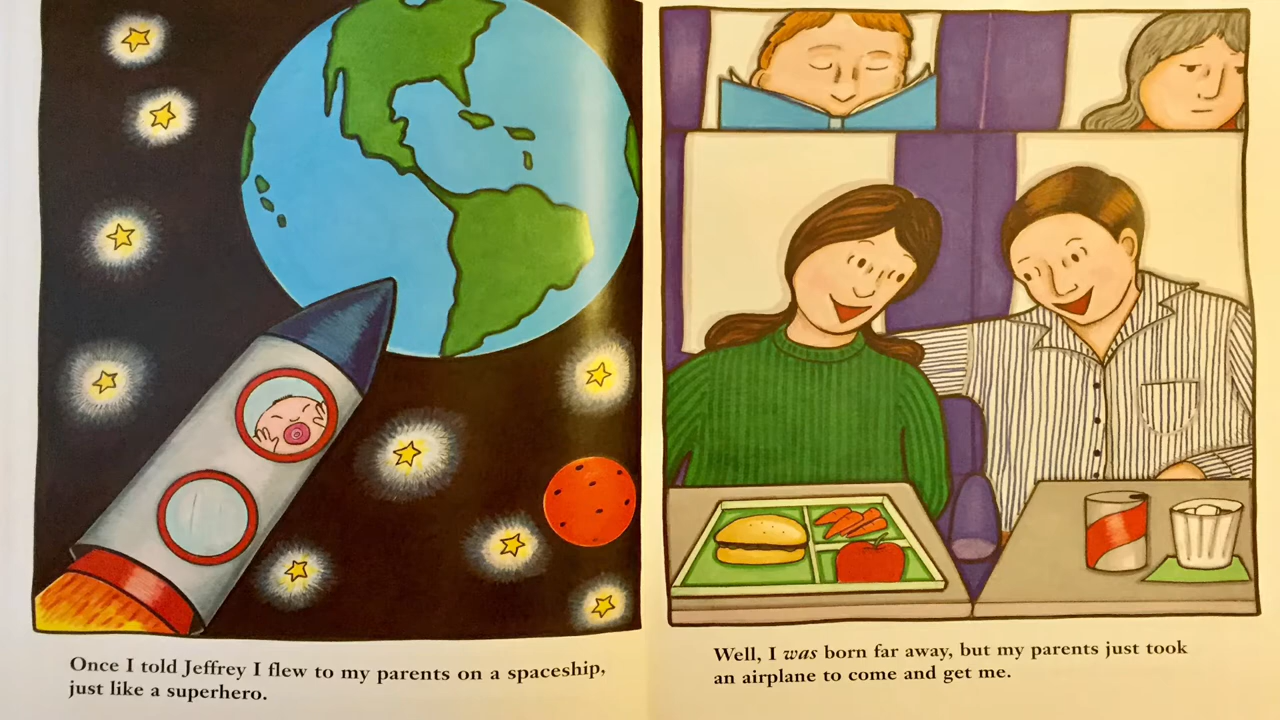 Once I told Jeffrey I flew to my parents on a spaceship,
just like a superhero.
Well, I was born far away, but my parents just took
an airplane to come and get me.